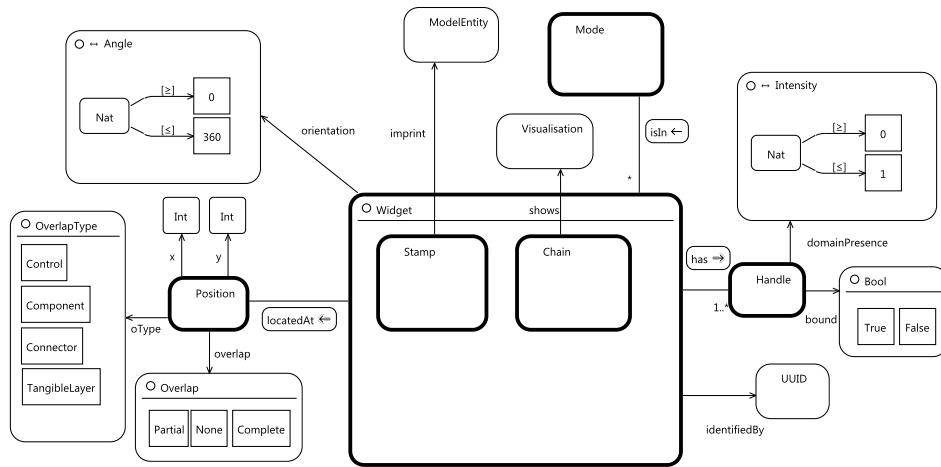 ModelEntity
Mode
↔ Angle
[≥]
0
Nat
[≤]
360
orientation
imprint
Visualisation
isIn ←
*
↔ Intensity
[≥]
0
Nat
[≤]
1
OverlapType
Control
Component
Connector
TangibleLayer
Int
Int
x
y
Widget
shows
Stamp
Chain
has ⇒
1..*
domainPresence
Handle
Position
locatedAt ⇐
oType
overlap
bound
Bool
True
False
Overlap
Partial
None
Complete
UUID
identifiedBy